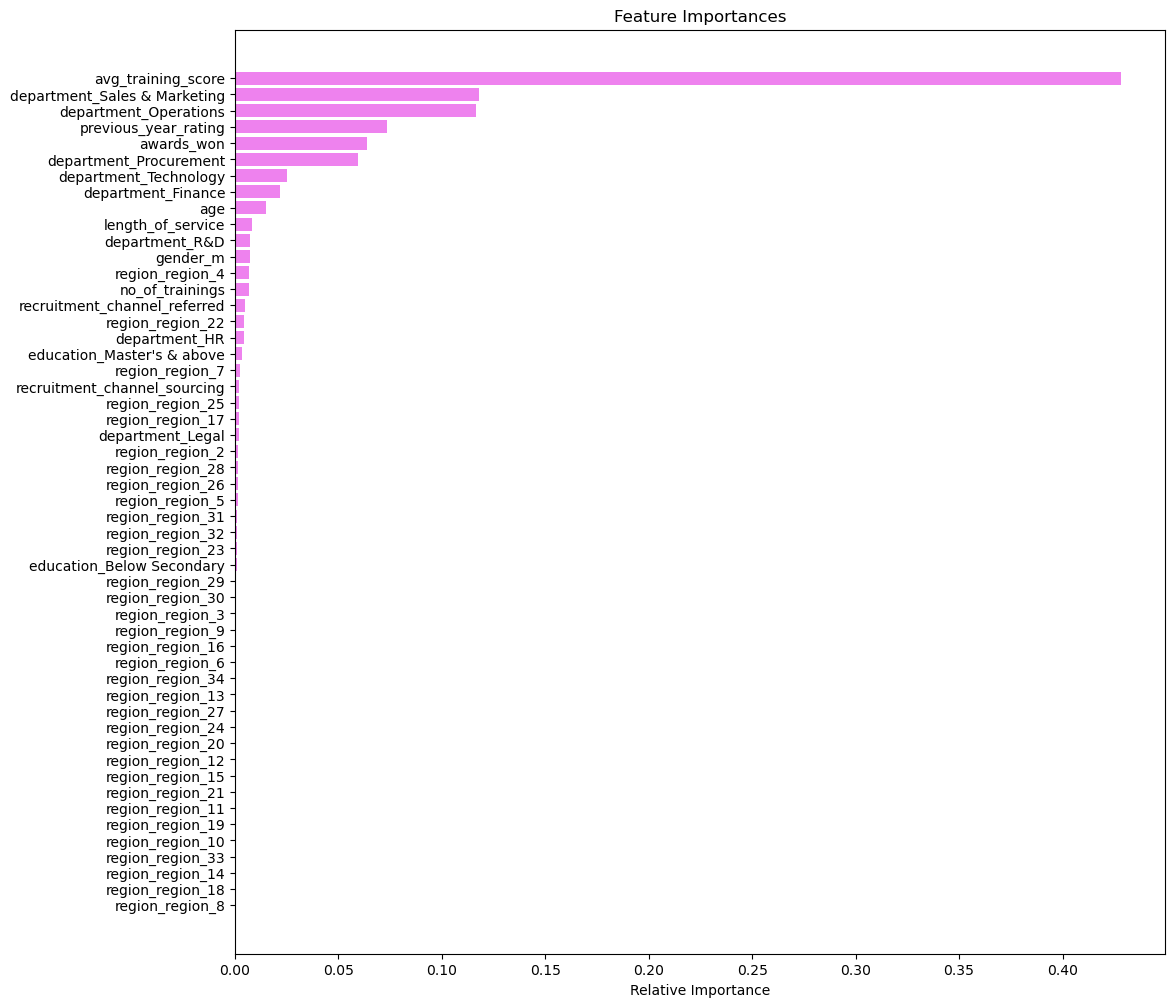 Feature Importances
avg_training_score
department_Sales & Marketing
department_Operations
previous_year_rating
awards_won
department_Procurement
department_Technology
department_Finance
age
length_of_service
department_R&D
gender_m
region_region_4
no_of_trainings
recruitment_channel_referred
region_region_22
department_HR
education_Master's & above
region_region_7
recruitment_channel_sourcing
region_region_25
region_region_17
department_Legal
region_region_2
region_region_28
region_region_26
region_region_5
region_region_31
region_region_32
region_region_23
education_Below Secondary
region_region_29
region_region_30
region_region_3
region_region_9
region_region_16
region_region_6
region_region_34
region_region_13
region_region_27
region_region_24
region_region_20
region_region_12
region_region_15
region_region_21
region_region_11
region_region_19
region_region_10
region_region_33
region_region_14
region_region_18
region_region_8
0.00 0.05 0.10 0.15 0.20 0.25 0.30 0.35 0.40
Relative Importance